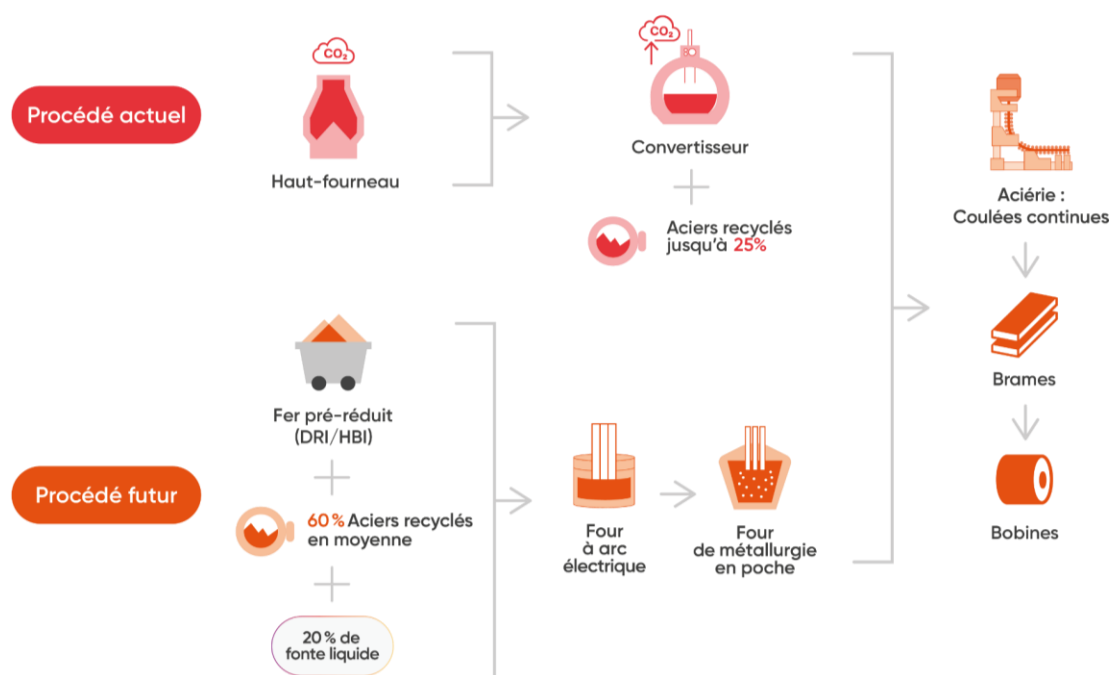 CO₂
CO₂
Procédé actuel
Haut-fourneau
Convertisseur
Aciers recyclés
jusqu'à 25%
Aciérie :
Coulées continues
Brames
Bobines
Procédé futur
Fer pré-réduit
(DRI/HBI)
60 % Aciers recyclés
en moyenne
20 % de
fonte liquide
Four
à arc
électrique
Four
de métallurgie
en poche